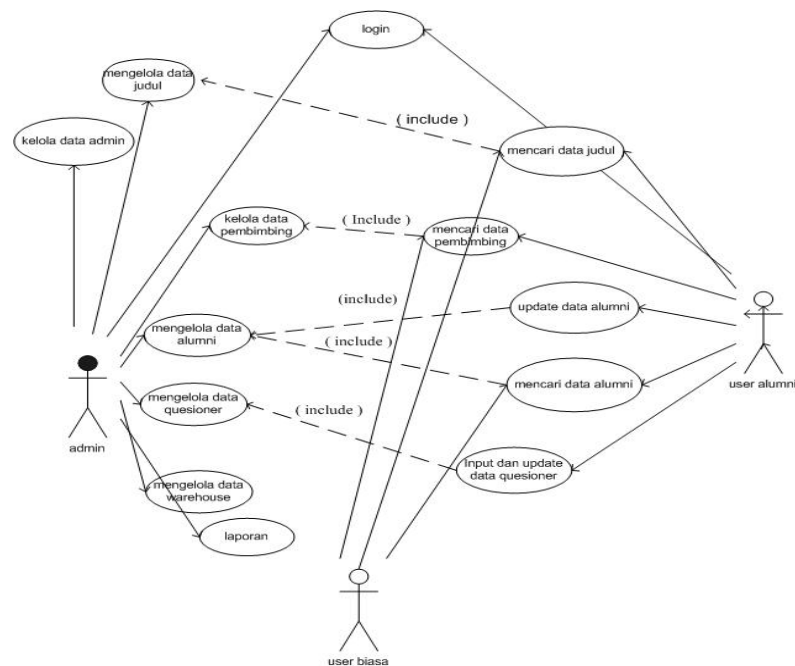 login
mengelola data
judul
( include )
kelola data admin
mencari data judul
kelola data
pembimbing
( Include )
mencari data
pembimbing
(include)
update data alumni
mengelola data
alumni
( include )
mencari data alumni
user alumni
mengelola data
quesioner
( include )
admin
Input dan update
data quesioner
mengelola data
warehouse
laporan
user biasa